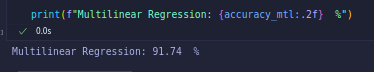 print(f"Multilinear Regression: {accuracy_mtl:.2f}  %")
0.0s
Multilinear Regression: 91.74  %